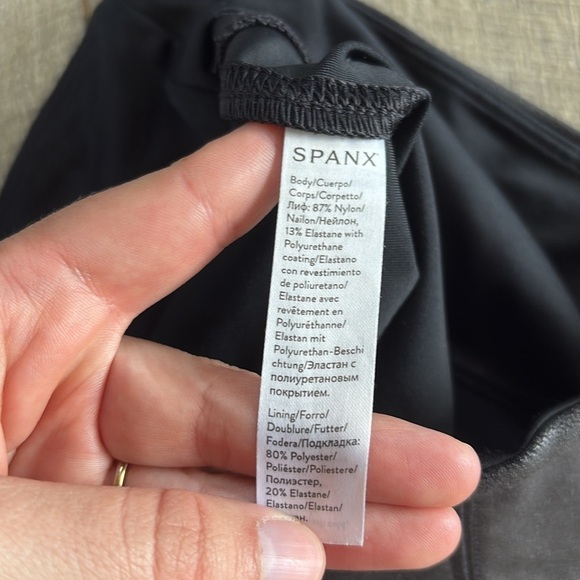 SPANX
Body/Cuerpo/
Corps/Corpetto/
Лиф: 87% Nylon/
Nailon/Нейлон,
13% Elastane with
Polyurethane
coating/Elastano
con revestimiento
de poliuretano/
Elastane avec
revêtement en
Polyuréthanne/
Elastan mit
Polyurethan-Beschi
chtung/Эластан с
полиуретановым
покрытием.
Lining/Forro/
Doublure/Futter/
Fodera/Подкладка:
80% Polyester/
Poliéster/Poliestere/
Полиэстер,
20% Elastane/
Elastano/Elastan/